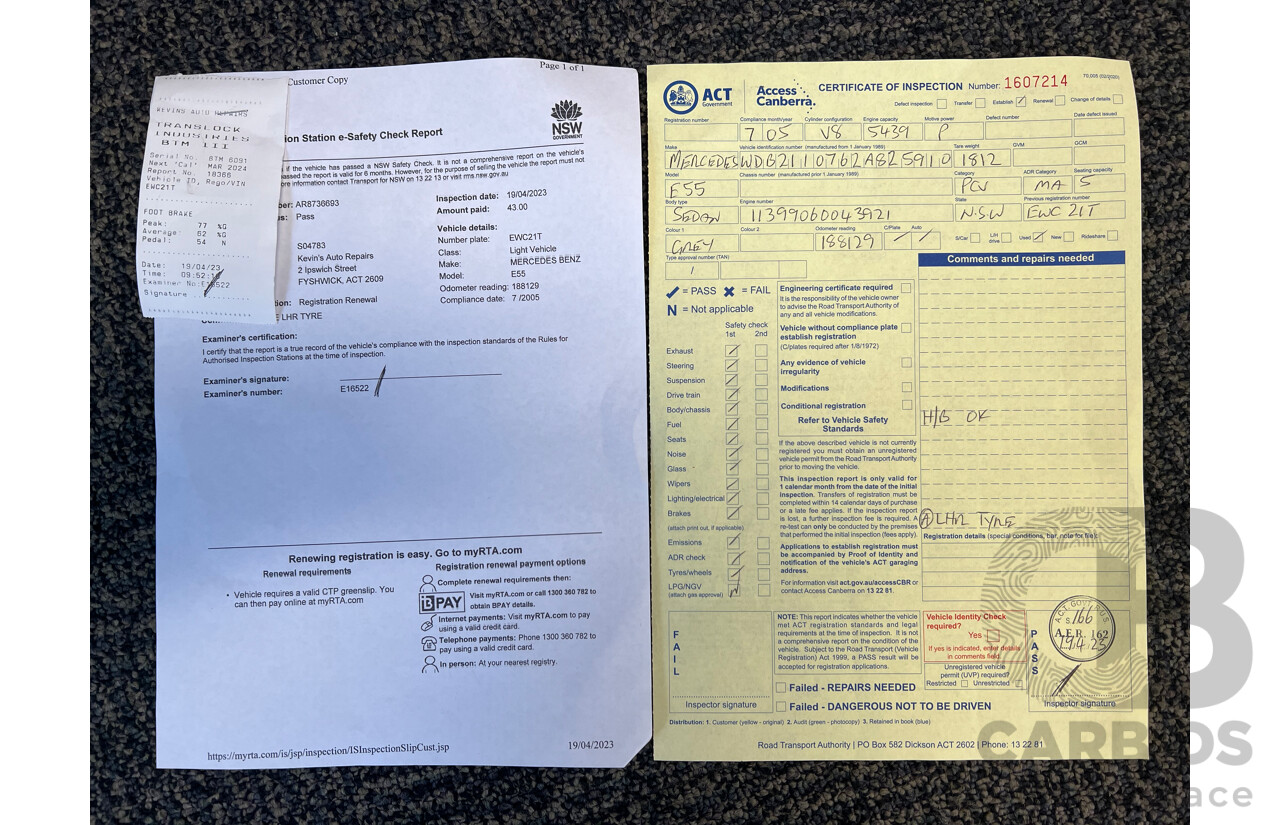 KEVINS AUTO REPAIRS
TRANSLOCK
INDUSTRIES
BTM III
Serial No. BTM 6091
Next 'Cal' MAR 2024
Report No. 18386
Vehicle ID, Rego/VIN
EWC21T
FOOT BRAKE
Peak: 77 %G
Average: 62 %G
Pedal: 54 N
Date: 19/04/23
Time: 09:52:
Examiner No:E16522
Signature
Customer Copy
Page 1 of 1
ion Station e-Safety Check Report
NSW
GOVERNMENT
if the vehicle has passed a NSW Safety Check. It is not a comprehensive report on the vehicle's
assed the report is valid for 6 months. However, for the purpose of selling the vehicle the report must not
ore information contact Transport for NSW on 13 22 13 or visit rms.nsw.gov.au
ber: AR8736693
us: Pass
Inspection date: 19/04/2023
Amount paid: 43.00
S04783
Kevin's Auto Repairs
2 Ipswich Street
FYSHWICK, ACT 2609
Vehicle details:
Number plate: EWC21T
Class: Light Vehicle
Make: MERCEDES BENZ
Model: E55
Odometer reading: 188129
Compliance date: 7 /2005
tion: Registration Renewal
LHR TYRE
Examiner's certification:
I certify that the report is a true record of the vehicle's compliance with the inspection standards of the Rules for
Authorised Inspection Stations at the time of inspection.
Examiner's signature:
Examiner's number: E16522
Renewing registration is easy. Go to myRTA.com
Renewal requirements
• Vehicle requires a valid CTP greenslip. You
can then pay online at myRTA.com
Registration renewal payment options
Complete renewal requirements then:
BPAY
Visit myRTA.com or call 1300 360 782 to
obtain BPAY details.
Internet payments: Visit myRTA.com to pay
using a valid credit card.
Telephone payments: Phone 1300 360 782 to
pay using a valid credit card.
In person: At your nearest registry.
https://myrta.com/is/jsp/inspection/ISInspectionSlipCust.jsp
19/04/2023
ACT
Government
Access
Canberra.
CERTIFICATE OF INSPECTION Number: 1607214
Defect inspection Transfer Establish Renewal Change of details
Registration number Compliance month/year Cylinder configuration Engine capacity Motive power Defect number Date defect issued
7 05 V8 5439 P
Make Vehicle identification number (manufactured from 1 January 1989) Tare weight GVM GCM
MERCEDES WDB2110762A825910 1812
Model Chassis number (manufactured prior 1 January 1989) Category ADR Category Seating capacity
E55 PCV MA 5
Body type Engine number State Previous registration number
SEDAN 11399060043921 NSW EWC 21T
Colour 1 Colour 2 Odometer reading C/Plate Auto
GREY 188129
S/Car L/H drive Used New Rideshare
Type approval number (TAN)
Comments and repairs needed
= PASS = FAIL
N = Not applicable
Safety check
1st 2nd
Exhaust
Steering
Suspension
Drive train
Body/chassis
Fuel
Seats
Noise
Glass
Wipers
Lighting/electrical
Brakes
(attach print out, if applicable)
Emissions
ADR check
Tyres/wheels
LPG/NGV
(attach gas approval)
N
Engineering certificate required
It is the responsibility of the vehicle owner
to advise the Road Transport Authority of
any and all vehicle modifications.
Vehicle without compliance plate
establish registration
(C/plates required after 1/8/1972)
Any evidence of vehicle
irregularity
Modifications
Conditional registration
Refer to Vehicle Safety
Standards
If the above described vehicle is not currently
registered you must obtain an unregistered
vehicle permit from the Road Transport Authority
prior to moving the vehicle.
This inspection report is only valid for
1 calendar month from the date of the initial
inspection. Transfers of registration must be
completed within 14 calendar days of purchase
or a late fee applies. If the inspection report
is lost, a further inspection fee is required. A
re-test can only be conducted by the premises
that performed the initial inspection (fees apply).
Applications to establish registration must
be accompanied by Proof of Identity and
notification of the vehicle's ACT garaging
address.
For information visit act.gov.au/accessCBR or
contact Access Canberra on 13 22 81.
H/B OK
A LHR TYRE
Registration details (special conditions, bar, note for file):
FAIL
Inspector signature
NOTE: This report indicates whether the vehicle
met ACT registration standards and legal
requirements at the time of inspection. It is not
a comprehensive report on the condition of the
vehicle. Subject to the Road Transport (Vehicle
Registration) Act 1999, a PASS result will be
accepted for registration applications.
Vehicle Identity Check
required?
Yes
If yes is indicated, enter details
in comments field.
Unregistered vehicle
permit (UVP) required?
Restricted Unrestricted
PASS
166
A.E.R. 162
Inspector signature
Failed - REPAIRS NEEDED
Failed - DANGEROUS NOT TO BE DRIVEN
Distribution: 1. Customer (yellow - original) 2. Audit (green - photocopy) 3. Retained in book (blue)
Road Transport Authority | PO Box 582 Dickson ACT 2602 | Phone: 13 22 81
CARBIDS